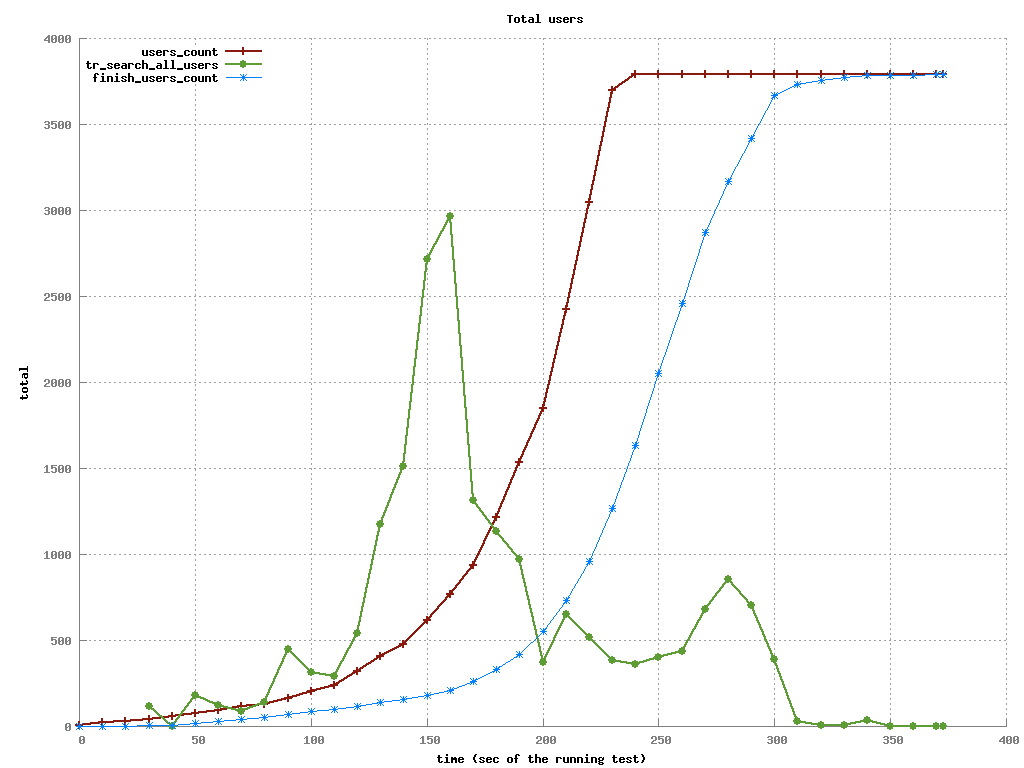 Total users
4000
3500
3000
2500
2000
1500
1000
500
0
total
users_count
tr_search_all_users
finish_users_count
0 50 100 150 200 250 300 350 400
time (sec of the running test)